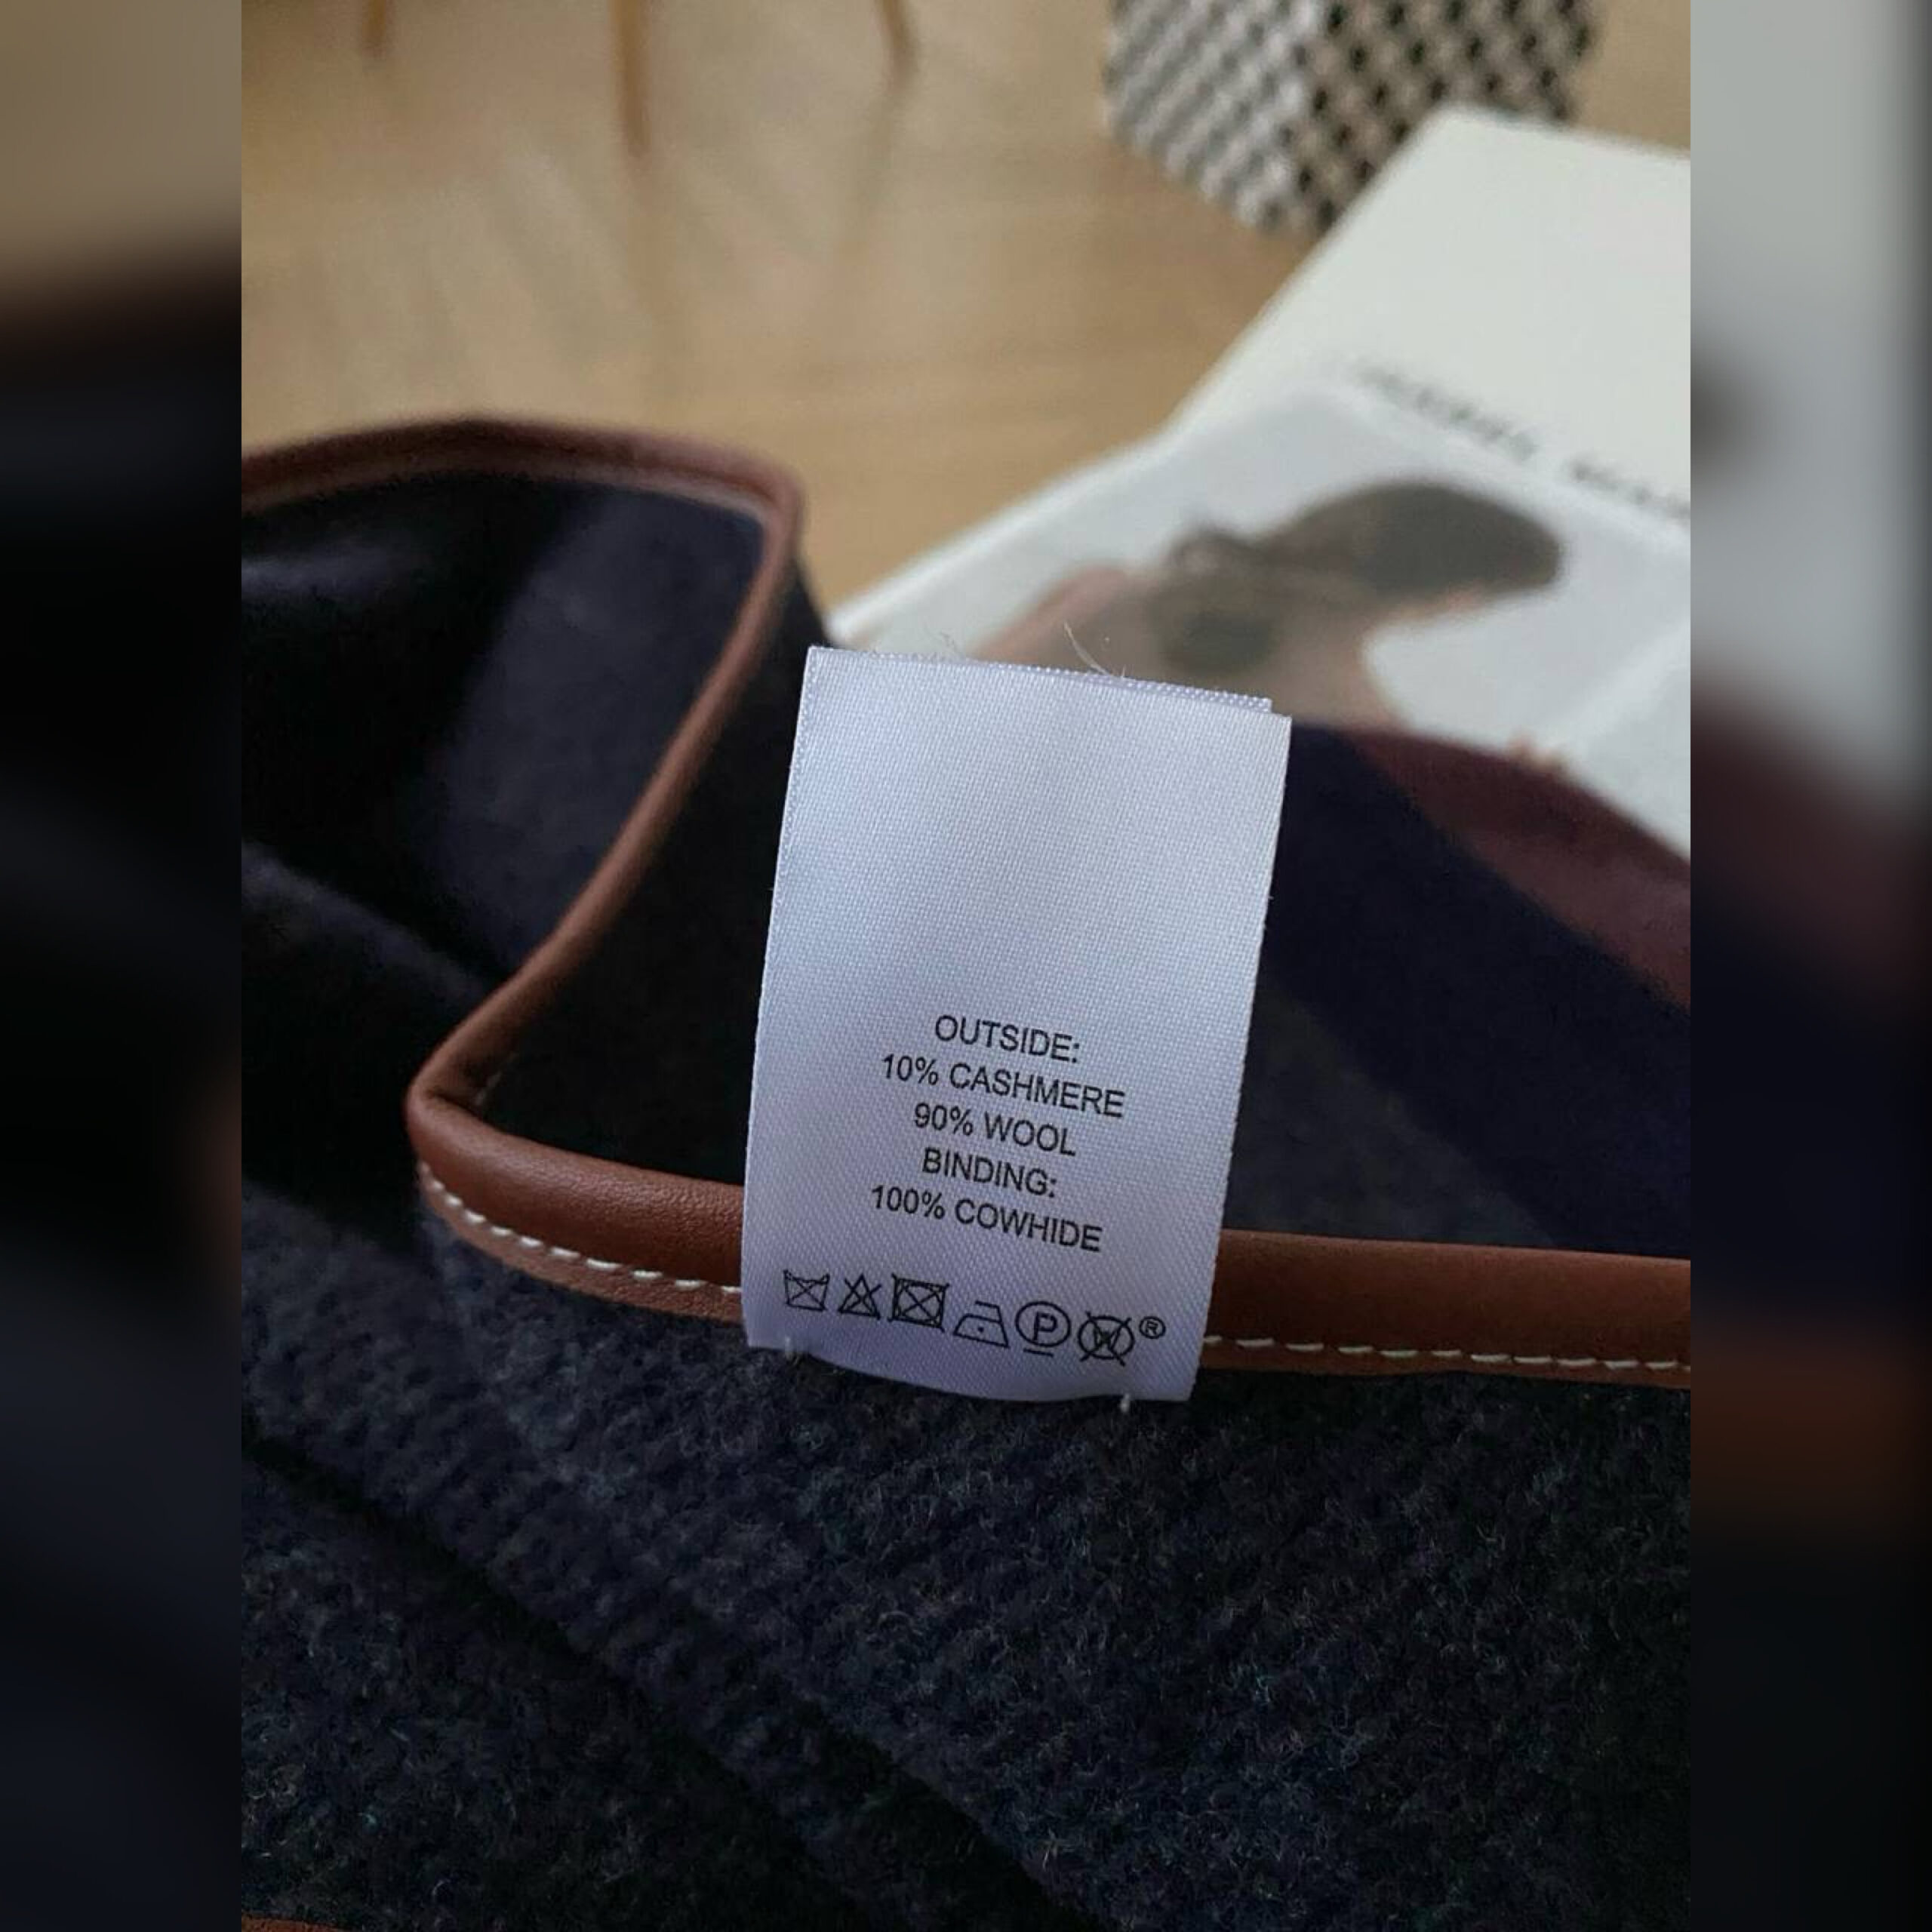 OUTSIDE:
10% CASHMERE
90% WOOL
BINDING:
100% COWHIDE
P W ®